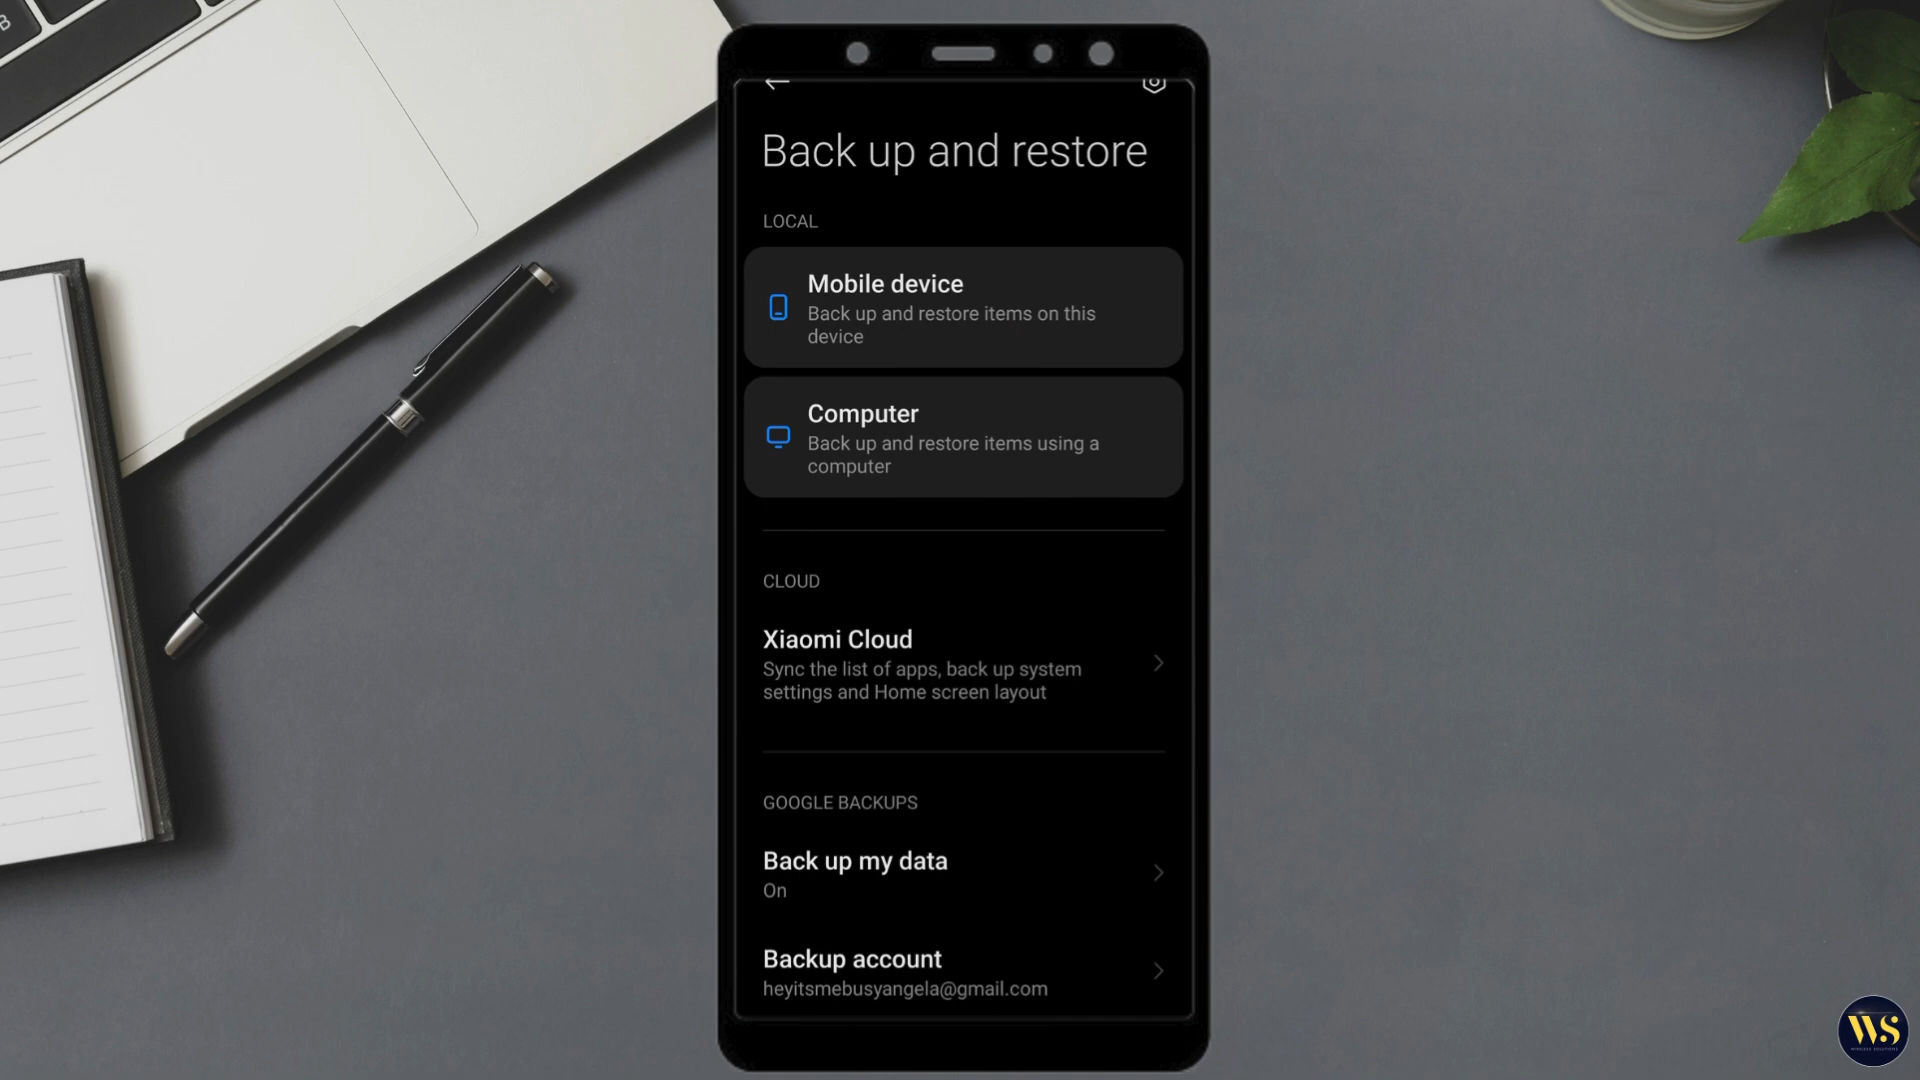 B
Back up and restore
LOCAL
Mobile device
Back up and restore items on this
device
Computer
Back up and restore items using a
computer
CLOUD
Xiaomi Cloud
Sync the list of apps, back up system
settings and Home screen layout
GOOGLE BACKUPS
Back up my data
On
Backup account
heyitsmebusyangela@gmail.com
WS